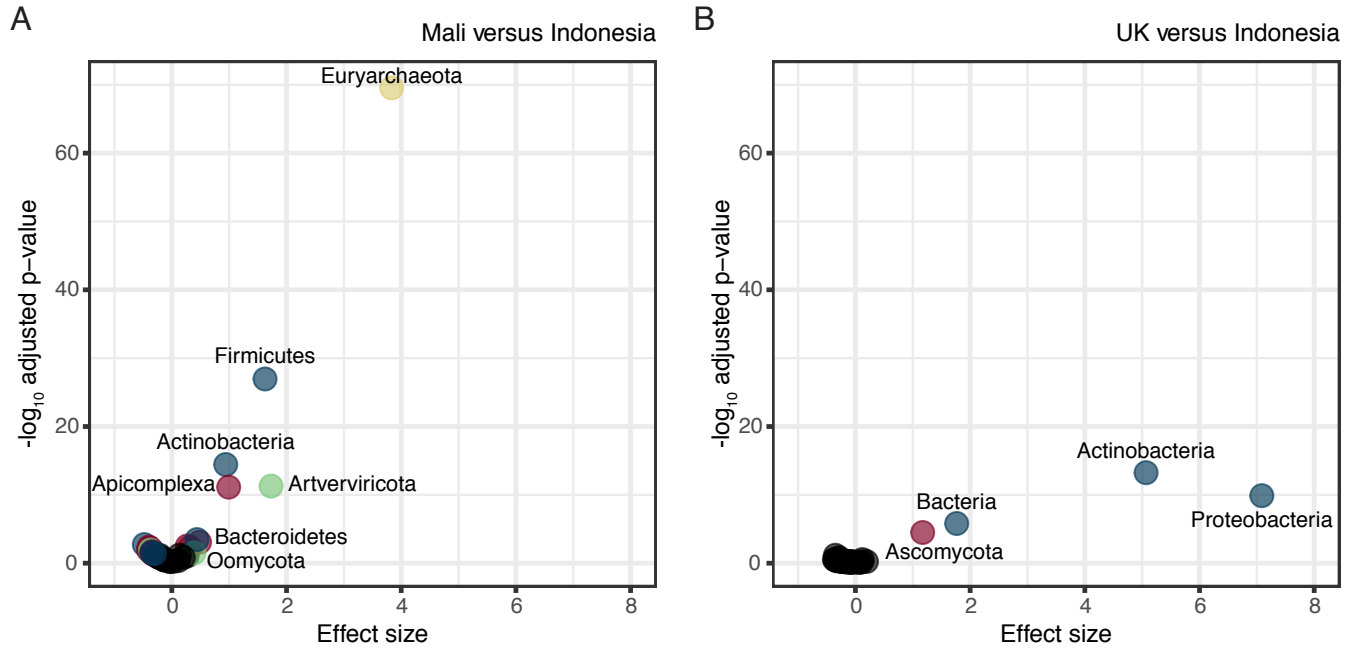 A
Mali versus Indonesia
Euryarchaeota
60
40
Firmicutes
20
Actinobacteria
Apicomplexa
Artverviricota
Bacteroidetes
Oomycota
0
-log10 adjusted p−value
0 2 4 6 8
Effect size
B
UK versus Indonesia
60
40
20
Actinobacteria
Bacteria
Proteobacteria
Ascomycota
0
-log10 adjusted p−value
0 2 4 6 8
Effect size